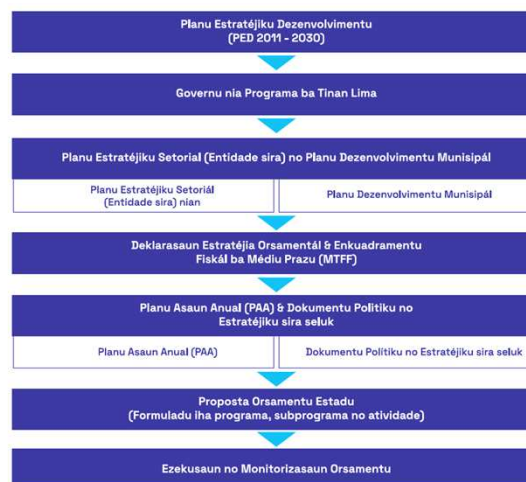 Planu Estratéjiku Dezenvolvimentu
(PED 2011 - 2030)
Governu nia Programa ba Tinan Lima
Planu Estratéjiku Setorial (Entidade sira) no Planu Dezenvolvimentu Munisipál
Planu Estratéjiku Setoriál
(Entidade sira) nian
Planu Dezenvolvimentu Munisipál
Deklarasaun Estratéjia Orsamentál & Enkuadramentu
Fiskál ba Médiu Prazu (MTFF)
Planu Asaun Anual (PAA) & Dokumentu Politiku no
Estratéjiku sira seluk
Planu Asaun Anual (PAA)
Dokumentu Polítiku no Estratéjiku sira seluk
Proposta Orsamentu Estadu
(Formuladu iha programa, subprograma no atividade)
Ezekusaun no Monitorizasaun Orsamentu